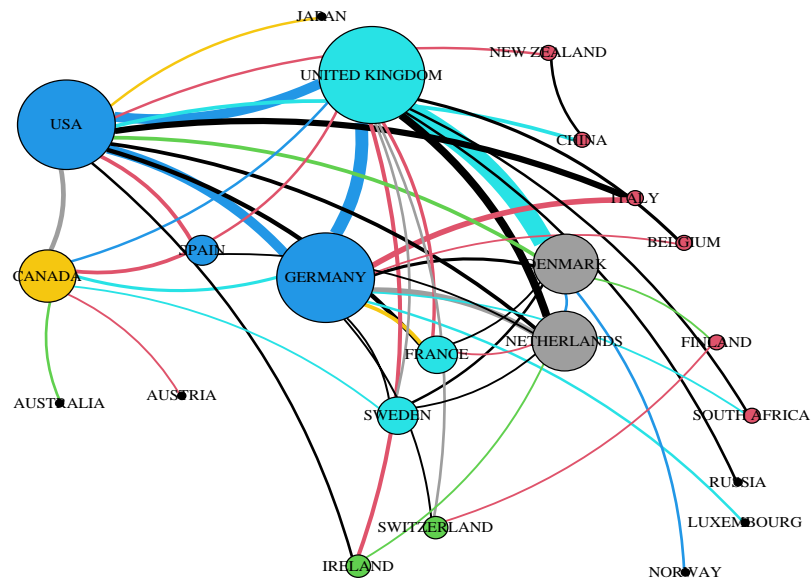 JAPAN
NEW ZEALAND
UNITED KINGDOM
USA
CHINA
ITALY
BELGIUM
SPAIN
DENMARK
CANADA
GERMANY
NETHERLANDS
FINLAND
FRANCE
AUSTRIA
AUSTRALIA
SWEDEN
SOUTH AFRICA
RUSSIA
LUXEMBOURG
SWITZERLAND
IRELAND
NORWAY